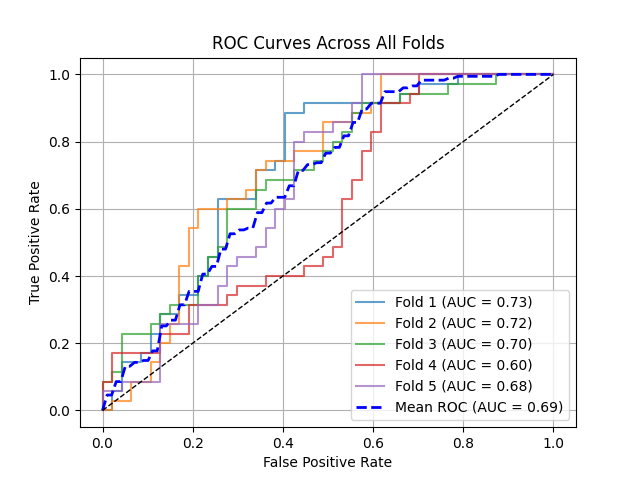 ROC Curves Across All Folds
True Positive Rate
1.0
0.8
0.6
0.4
0.2
0.0
Fold 1 (AUC = 0.73)
Fold 2 (AUC = 0.72)
Fold 3 (AUC = 0.70)
Fold 4 (AUC = 0.60)
Fold 5 (AUC = 0.68)
Mean ROC (AUC = 0.69)
0.0 0.2 0.4 0.6 0.8 1.0
False Positive Rate